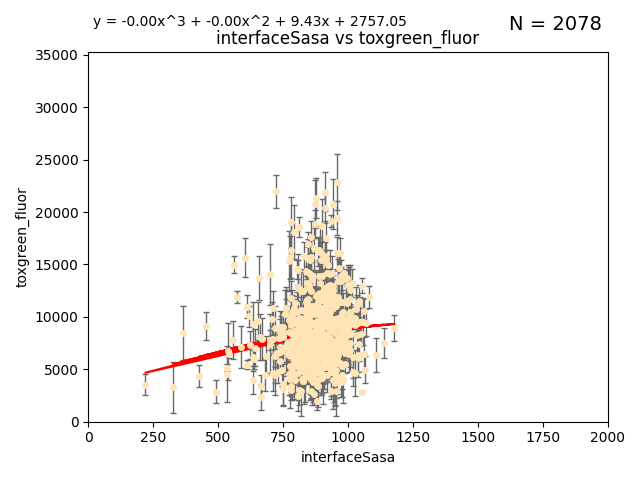 y = -0.00x^3 + -0.00x^2 + 9.43x + 2757.05
N = 2078
interfaceSasa vs toxgreen_fluor
35000
30000
25000
20000
15000
10000
5000
0
toxgreen_fluor
0 250 500 750 1000 1250 1500 1750 2000
interfaceSasa